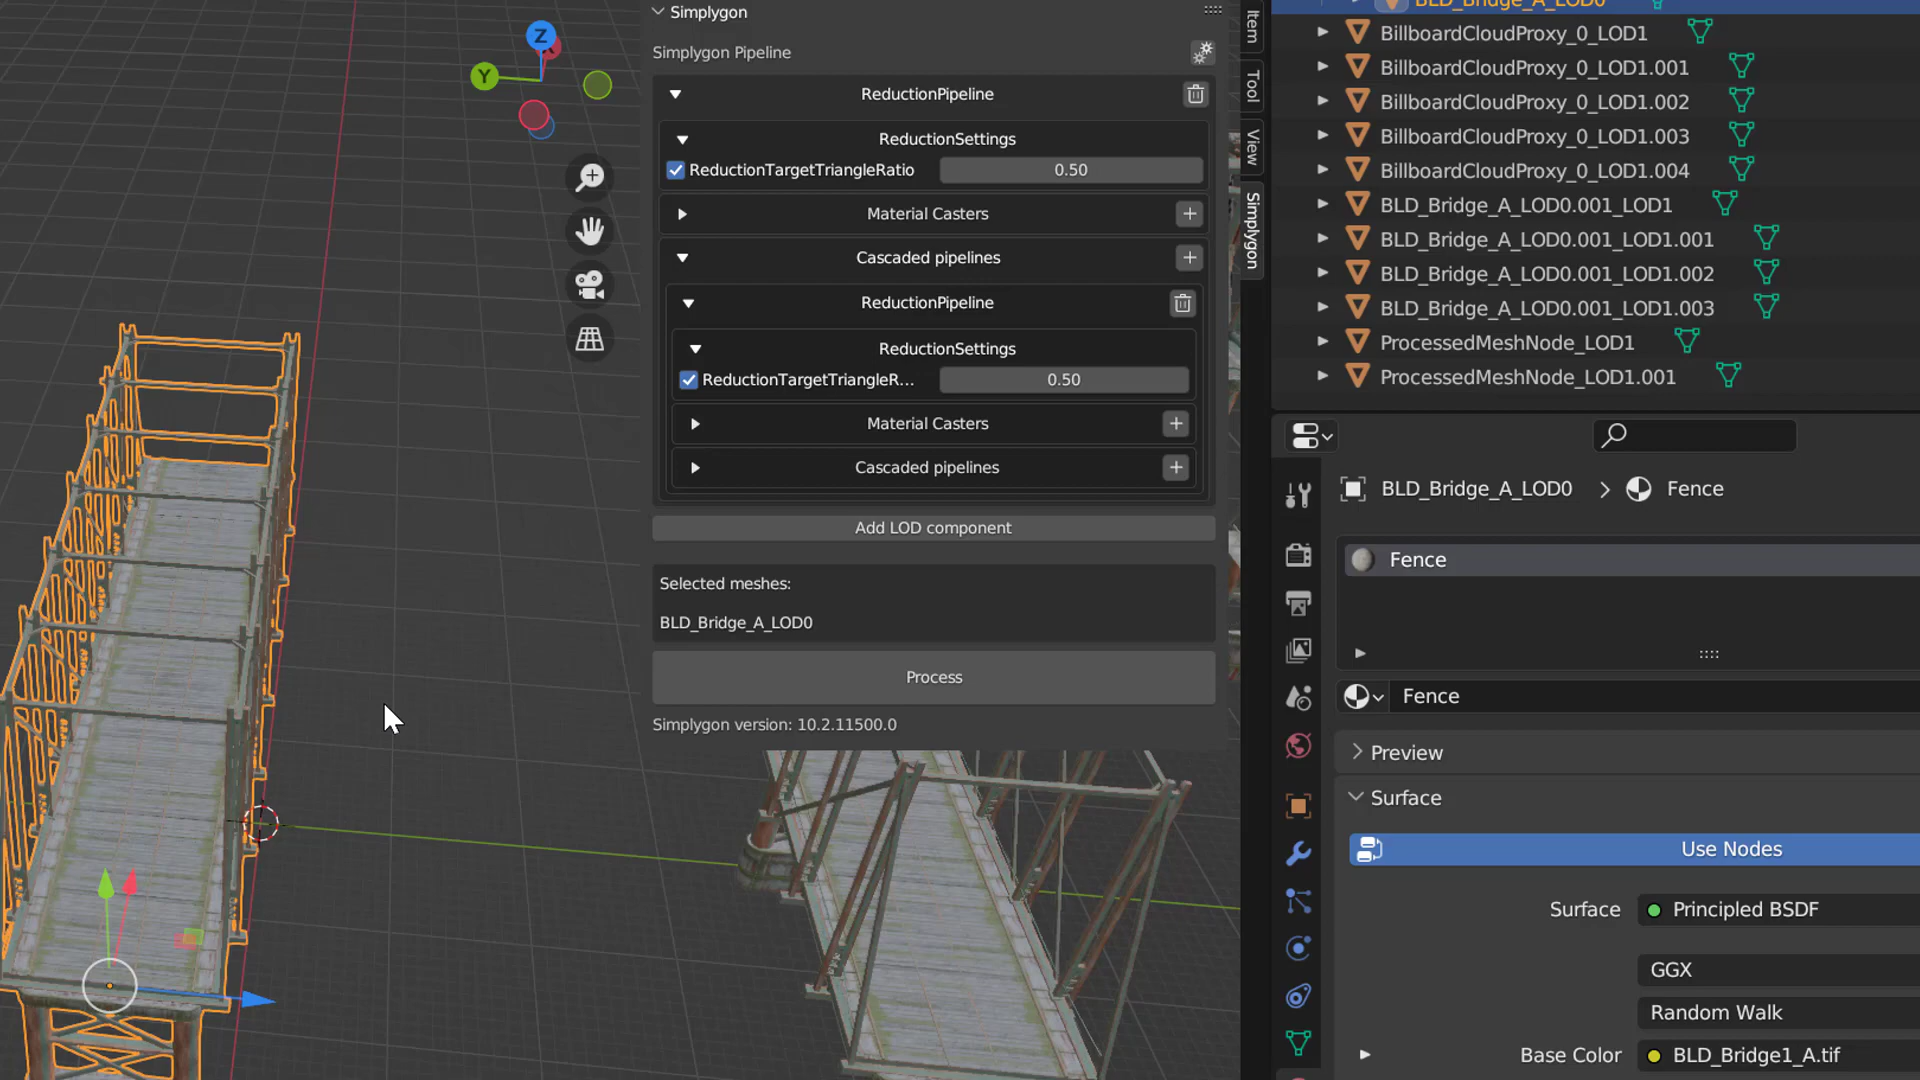 Simplygon
Simplygon Pipeline
ReductionPipeline
ReductionSettings
ReductionTargetTriangleRatio 0.50
Material Casters
Cascaded pipelines
ReductionPipeline
ReductionSettings
ReductionTargetTriangleR... 0.50
Material Casters
Cascaded pipelines
Add LOD component
Selected meshes:
BLD_Bridge_A_LOD0
Process
Simplygon version: 10.2.11500.0
Z
Y
Item
Tool
View
Simplygon
BLD_Bridge_A_LOD0
BillboardCloudProxy_0_LOD1
BillboardCloudProxy_0_LOD1.001
BillboardCloudProxy_0_LOD1.002
BillboardCloudProxy_0_LOD1.003
BillboardCloudProxy_0_LOD1.004
BLD_Bridge_A_LOD0.001_LOD1
BLD_Bridge_A_LOD0.001_LOD1.001
BLD_Bridge_A_LOD0.001_LOD1.002
BLD_Bridge_A_LOD0.001_LOD1.003
ProcessedMeshNode_LOD1
ProcessedMeshNode_LOD1.001
BLD_Bridge_A_LOD0 > Fence
Fence
Fence
Preview
Surface
Use Nodes
Surface Principled BSDF
GGX
Random Walk
Base Color BLD_Bridge1_A.tif